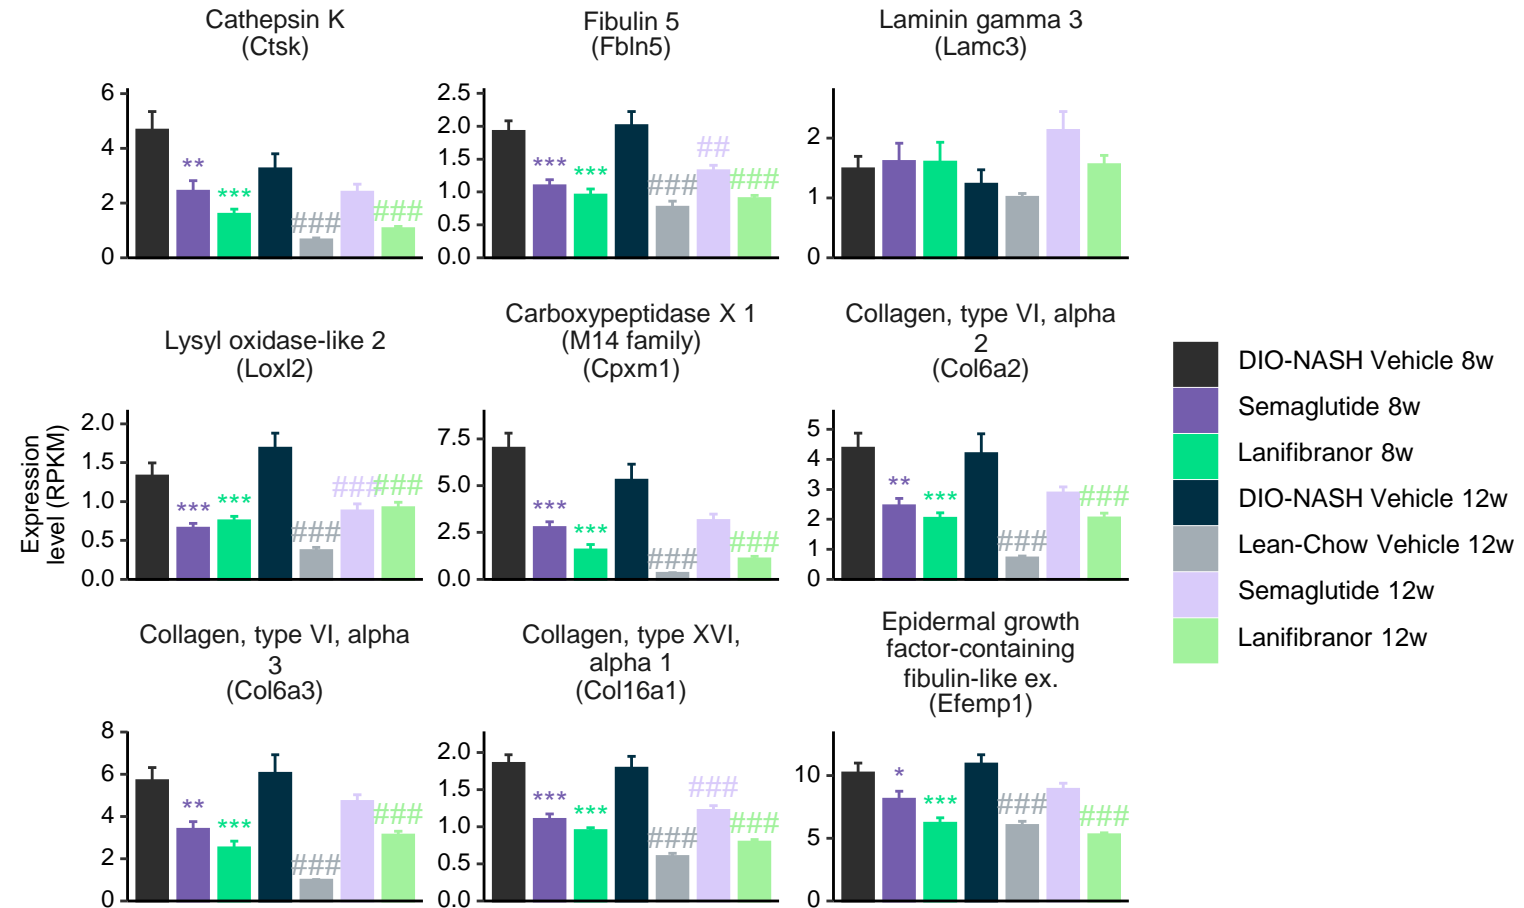 Cathepsin K
(Ctsk)
6
4
2
0
**
***
###
###
Fibulin 5
(Fbln5)
2.5
2.0
1.5
1.0
0.5
0.0
***
***
###
##
###
Laminin gamma 3
(Lamc3)
2
1
0
Lysyl oxidase-like 2
(Loxl2)
Expression
level (RPKM)
2.0
1.5
1.0
0.5
0.0
***
***
###
###
###
Carboxypeptidase X 1
(M14 family)
(Cpxm1)
7.5
5.0
2.5
0.0
***
***
###
###
Collagen, type VI, alpha
2
(Col6a2)
5
4
3
2
1
0
**
***
###
###
Collagen, type VI, alpha
3
(Col6a3)
8
6
4
2
0
**
***
###
###
Collagen, type XVI,
alpha 1
(Col16a1)
2.0
1.5
1.0
0.5
0.0
***
***
###
###
###
Epidermal growth
factor-containing
fibulin-like ex.
(Efemp1)
10
5
0
*
***
###
###
DIO-NASH Vehicle 8w
Semaglutide 8w
Lanifibranor 8w
DIO-NASH Vehicle 12w
Lean-Chow Vehicle 12w
Semaglutide 12w
Lanifibranor 12w